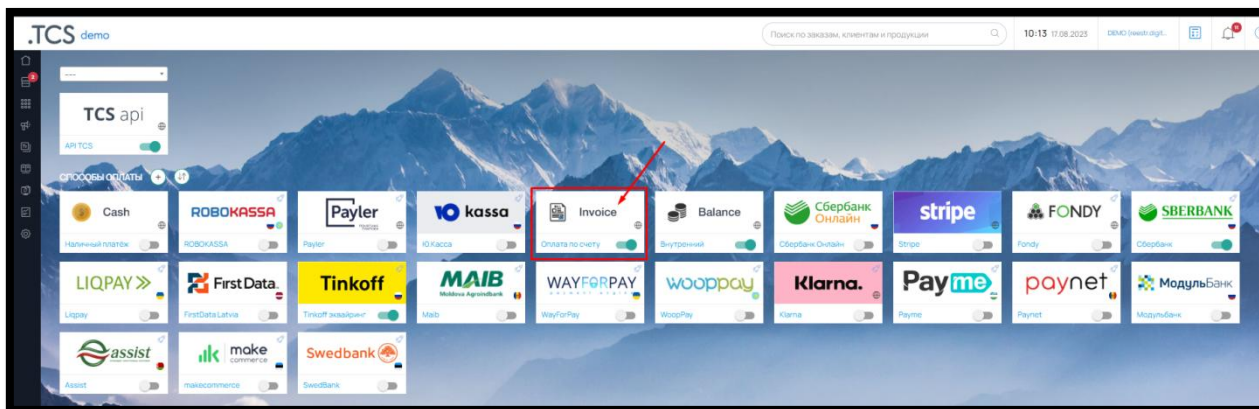 .TCS demo
Поиск по заказам, клиентам и продукции
10:13 17.08.2023
TCS api
API TCS
СПОСОБЫ ОПЛАТЫ
Cash
ROBOKASSA
Payler
Ю kassa
Invoice
Balance
Сбербанк
Онлайн
stripe
FONDY
SBERBANK
Наличный платёж
ROBOKASSA
Payler
Ю.Касса
Оплата по счету
Внутренний
Сбербанк Онлайн
Stripe
Fondy
Сбербанк
LIQPAY
First Data.
Tinkoff
MAIB
Moldova Agroindbank
WAYFORPAY
wooppay
Klarna.
Payme
paynet
МодульБанк
Liqpay
FirstData Latvia
Tinkoff эквайринг
Maib
WayForPay
WoopPay
Klarna
Payme
Paynet
Модульбанк
assist
make
commerce
Swedbank
Assist
makecommerce
SwedBank